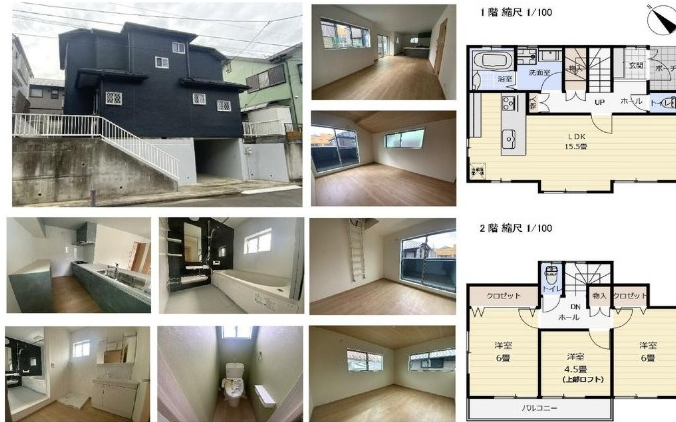 1階 縮尺 1/100
浴室
洗面室
物入
玄関
ポーチ
UP
ホール
トイレ
LDK
15.5畳
2階 縮尺 1/100
クロゼット
トイレ
物入
クロゼット
DN
ホール
洋室
6畳
洋室
4.5畳
(上部ロフト)
洋室
6畳
バルコニー